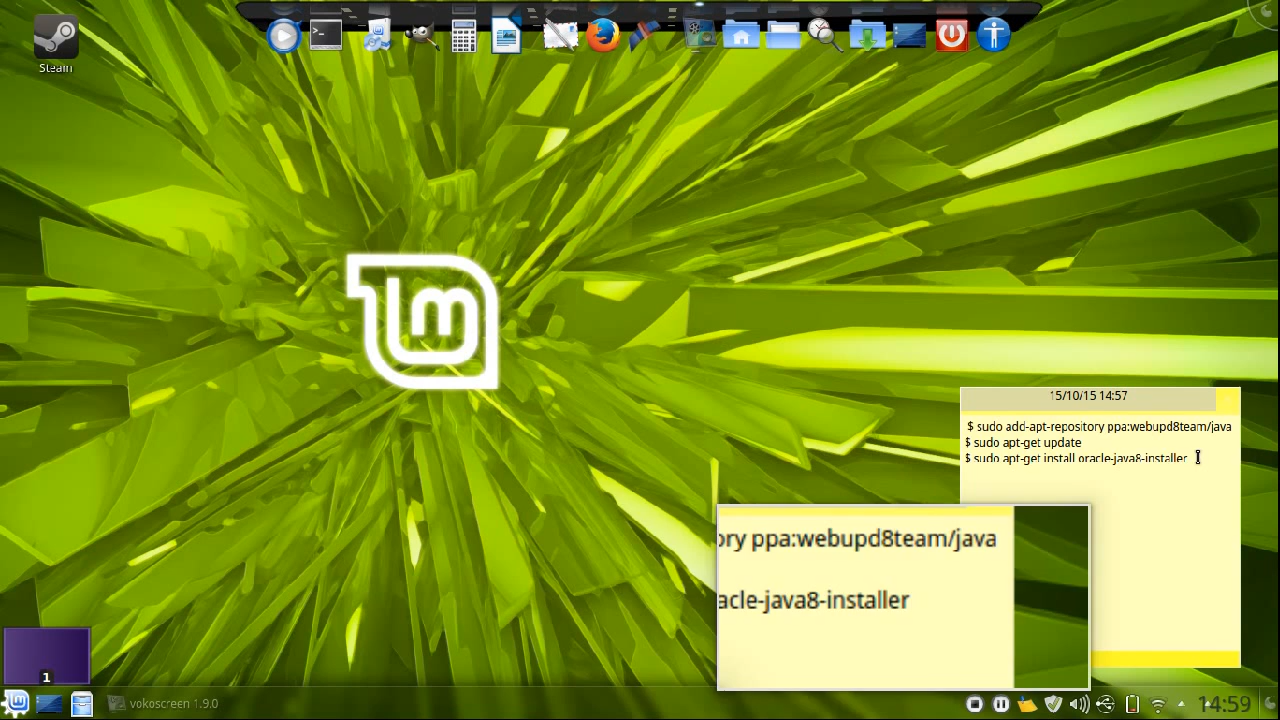 Steam
>_
lm
15/10/15 14:57
$ sudo add-apt-repository ppa:webupd8team/java
$ sudo apt-get update
$ sudo apt-get install oracle-java8-installer
ory ppa:webupd8team/java
acle-java8-installer
1
vokoscreen 1.9.0
14:59